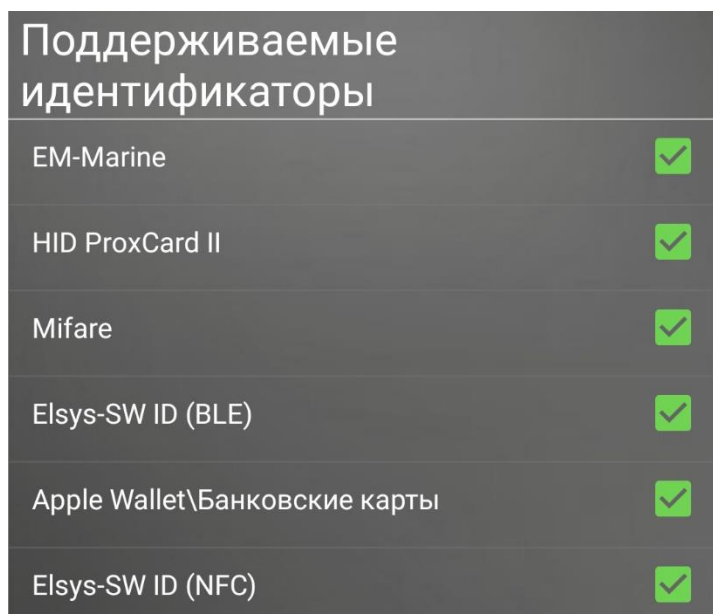 Поддерживаемые
идентификаторы
EM-Marine
HID ProxCard II
Mifare
Elsys-SW ID (BLE)
Apple Wallet\Банковские карты
Elsys-SW ID (NFC)